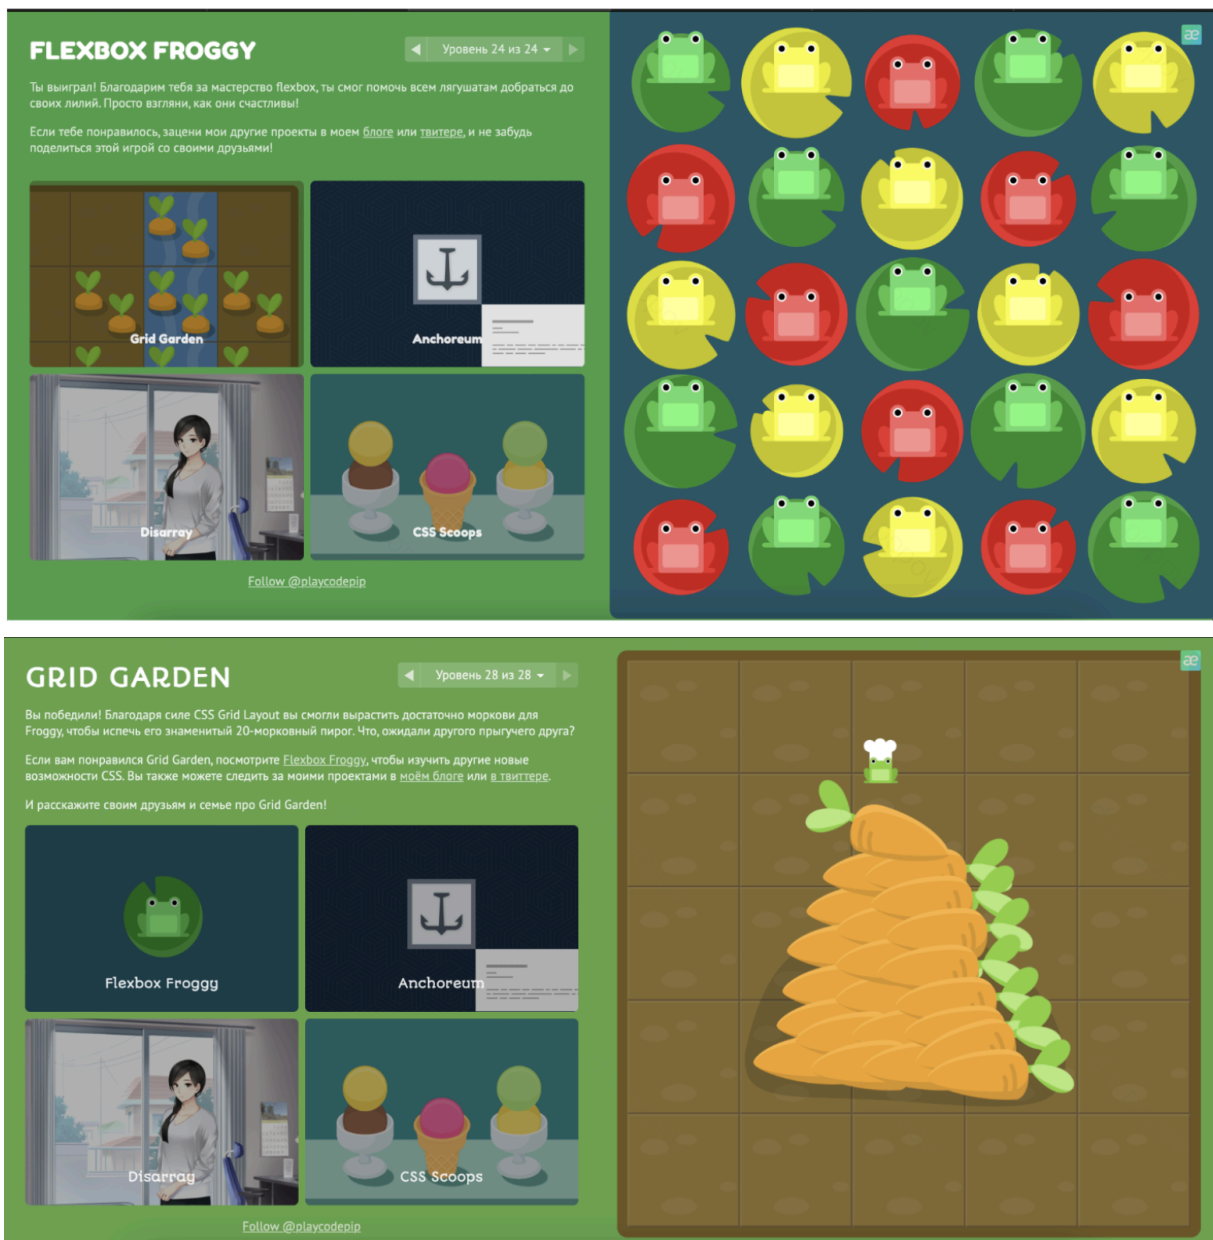 FLEXBOX FROGGY
Уровень 24 из 24
Ты выиграл! Благодарим тебя за мастерство flexbox, ты смог помочь всем лягушатам добраться до
своих лилий. Просто взгляни, как они счастливы!
Если тебе понравилось, зацени мои другие проекты в моем блоге или твитере, и не забудь
поделиться этой игрой со своими друзьями!
Grid Garden
Anchoreum
Disarray
CSS Scoops
Follow @playcodepip
æ
GRID GARDEN
Уровень 28 из 28
Вы победили! Благодаря силе CSS Grid Layout вы смогли вырастить достаточно моркови для
Froggy, чтобы испечь его знаменитый 20-морковный пирог. Что, ожидали другого прыгучего друга?
Если вам понравился Grid Garden, посмотрите Flexbox Froggy, чтобы изучить другие новые
возможности CSS. Вы также можете следить за моими проектами в моём блоге или в твиттере.
И расскажите своим друзьям и семье про Grid Garden!
Flexbox Froggy
Anchoreum
Disarray
CSS Scoops
Follow @playcodepip
æ